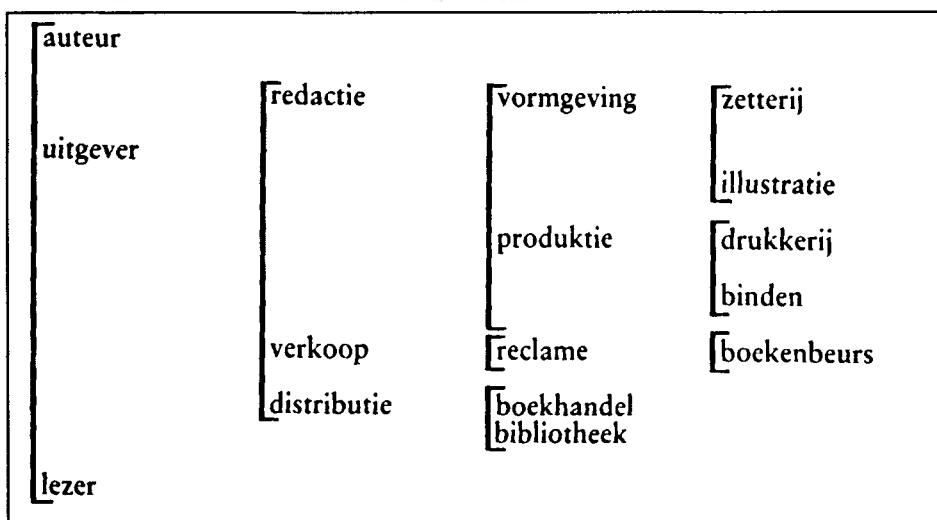 auteur
redactie vormgeving zetterij
uitgever
illustratie
produktie drukkerij
binden
verkoop reclame boekenbeurs
distributie boekhandel
bibliotheek
lezer